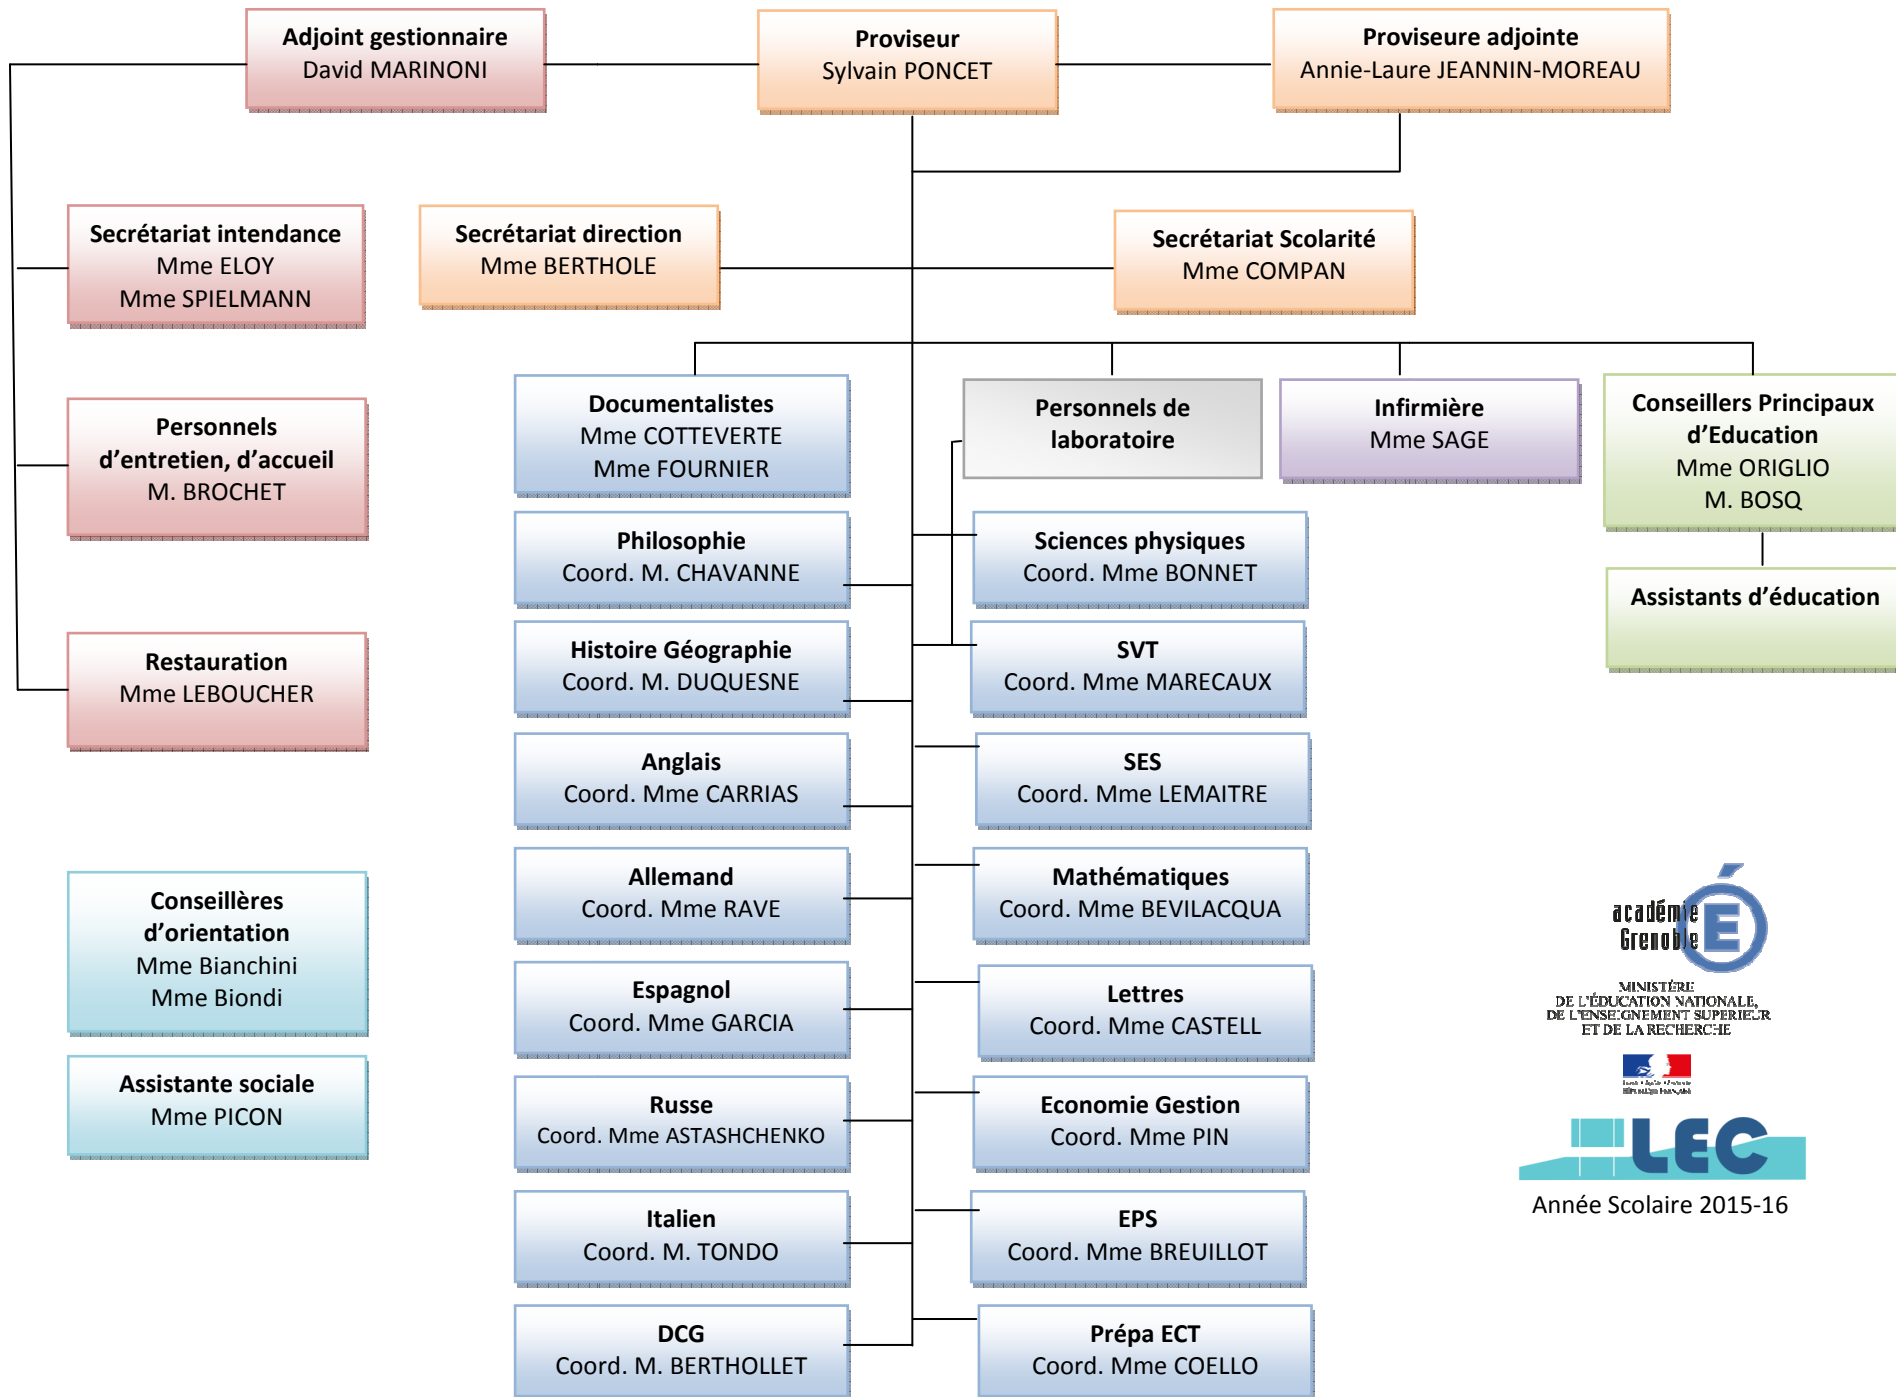 Adjoint gestionnaire
David MARINONI
Proviseur
Sylvain PONCET
Proviseure adjointe
Annie-Laure JEANNIN-MOREAU
Secrétariat intendance
Mme ELOY
Mme SPIELMANN
Secrétariat direction
Mme BERTHOLE
Secrétariat Scolarité
Mme COMPAN
Personnels
d'entretien, d'accueil
M. BROCHET
Documentalistes
Mme COTTEVERTE
Mme FOURNIER
Personnels de
laboratoire
Infirmière
Mme SAGE
Conseillers Principaux
d'Education
Mme ORIGLIO
M. BOSQ
Philosophie
Coord. M. CHAVANNE
Sciences physiques
Coord. Mme BONNET
Assistants d'éducation
Restauration
Mme LEBOUCHER
Histoire Géographie
Coord. M. DUQUESNE
SVT
Coord. Mme MARECAUX
Anglais
Coord. Mme CARRIAS
SES
Coord. Mme LEMAITRE
Conseillères
d'orientation
Mme Bianchini
Mme Biondi
Allemand
Coord. Mme RAVE
Mathématiques
Coord. Mme BEVILACQUA
Espagnol
Coord. Mme GARCIA
Lettres
Coord. Mme CASTELL
Assistante sociale
Mme PICON
Russe
Coord. Mme ASTASHCHENKO
Economie Gestion
Coord. Mme PIN
Italien
Coord. M. TONDO
EPS
Coord. Mme BREUILLOT
DCG
Coord. M. BERTHOLLET
Prépa ECT
Coord. Mme COELLO
académie
Grenoble
É
MINISTÈRE
DE L'ÉDUCATION NATIONALE,
DE L'ENSEIGNEMENT SUPERIEUR
ET DE LA RECHERCHE
LEC
Année Scolaire 2015-16